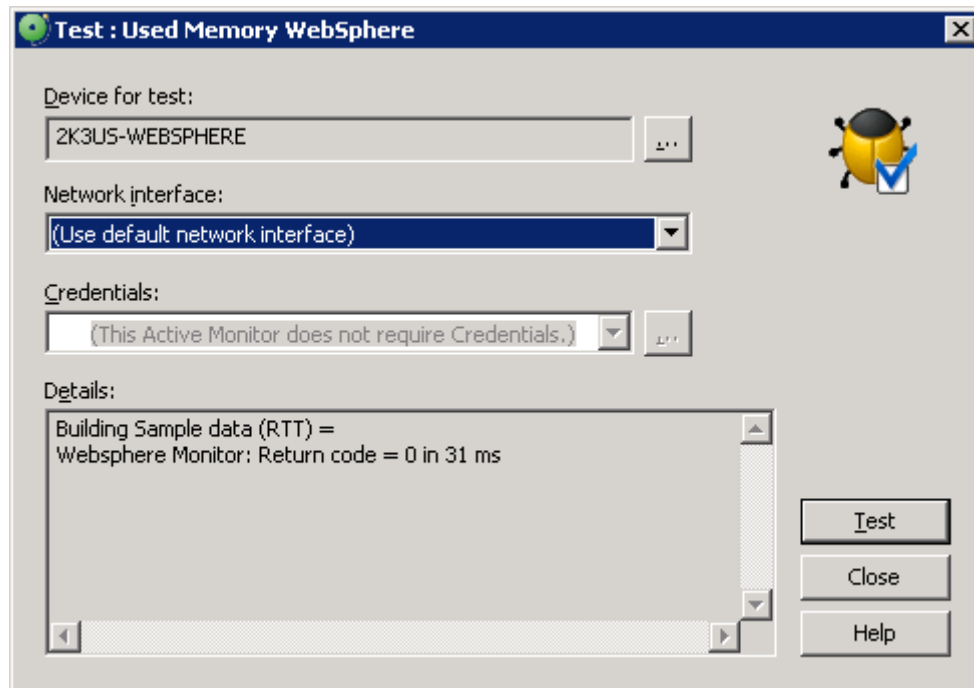 Test : Used Memory WebSphere
Device for test:
2K3US-WEBSPHERE
...
Network interface:
(Use default network interface)
Credentials:
(This Active Monitor does not require Credentials.)
...
Details:
Building Sample data (RTT) =
Websphere Monitor: Return code = 0 in 31 ms
Test
Close
Help